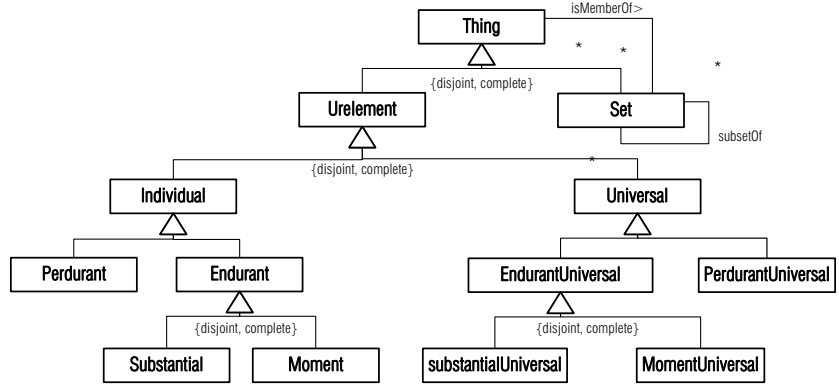 isMemberOf>
Thing
*
*
*
{disjoint, complete}
Urelement
Set
subsetOf
{disjoint, complete}
*
Individual
Universal
Perdurant
Endurant
EndurantUniversal
PerdurantUniversal
{disjoint, complete}
{disjoint, complete}
Substantial
Moment
substantialUniversal
MomentUniversal